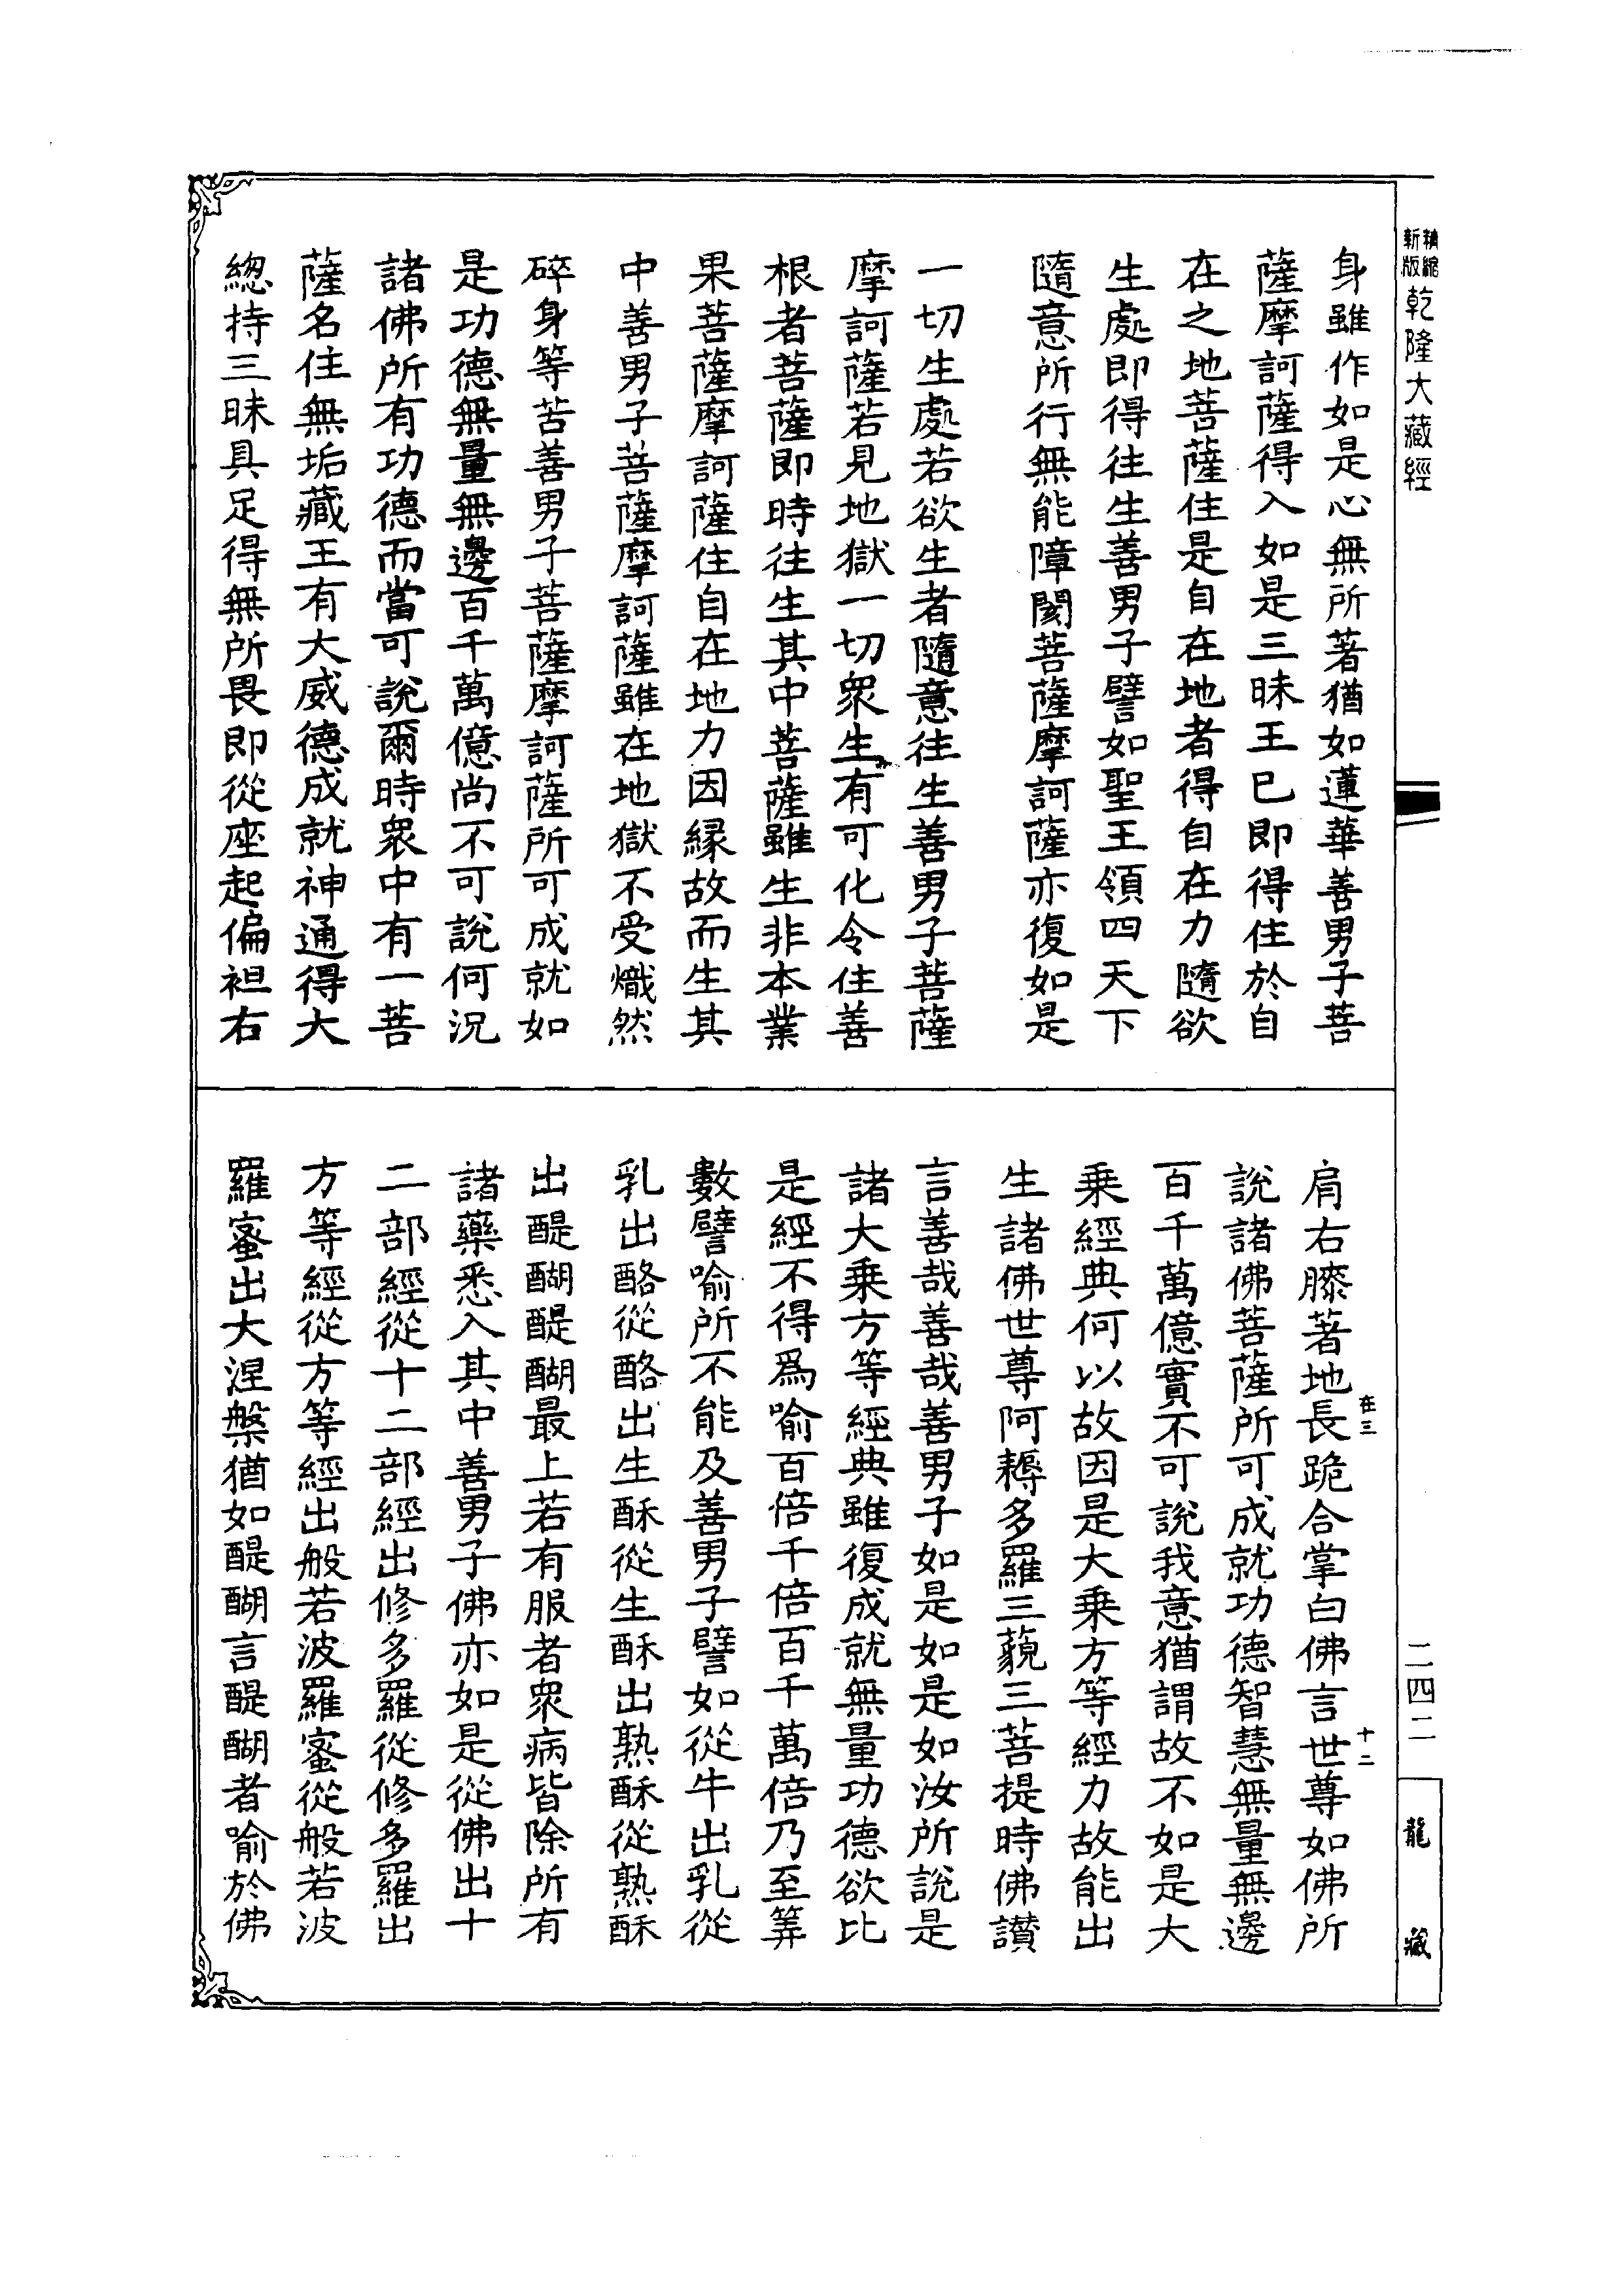 精縮新版乾隆大藏經
二四二
龍藏
身雖作如是心無所著猶如蓮華善男子菩
薩摩訶薩得入如是三昧王已即得住於自
在之地菩薩住是自在地者得自在力隨欲
生處即得往生善男子譬如聖王領四天下
隨意所行無能障閡菩薩摩訶薩亦復如是
一切生處若欲生者隨意往生善男子菩薩
摩訶薩若見地獄一切衆生有可化令住善
根者菩薩即時往生其中菩薩雖生非本業
果菩薩摩訶薩住自在地力因緣故而生其
中善男子菩薩摩訶薩雖在地獄不受熾然
碎身等苦善男子菩薩摩訶薩所可成就如
是功德無量無邊百千萬億尚不可說何況
諸佛所有功德而當可說爾時衆中有一菩
薩名住無垢藏王有大威德成就神通得大
總持三昧具足得無所畏即從座起偏袒右
肩右膝著地長跪合掌白佛言世尊如佛所
在三
十二
說諸佛菩薩所可成就功德智慧無量無邊
百千萬億實不可說我意猶謂故不如是大
乘經典何以故因是大乘方等經力故能出
生諸佛世尊阿耨多羅三藐三菩提時佛讚
言善哉善哉善男子如是如是如汝所說是
諸大乘方等經典雖復成就無量功德欲比
是經不得爲喻百倍千倍百千萬倍乃至筭
數譬喻所不能及善男子譬如從牛出乳從
乳出酪從酪出生酥從生酥出熟酥從熟酥
出醍醐醍醐最上若有服者衆病皆除所有
諸藥悉入其中善男子佛亦如是從佛出十
二部經從十二部經出修多羅從修多羅出
方等經從方等經出般若波羅蜜從般若波
羅蜜出大涅槃猶如醍醐言醍醐者喻於佛